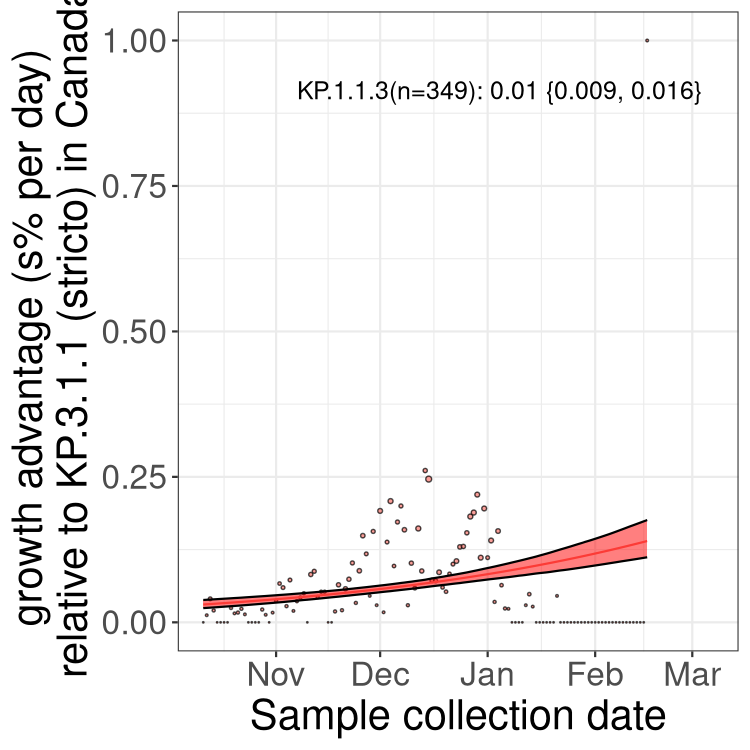 growth advantage (s% per day)
relative to KP.3.1.1 (stricto) in Canada
1.00
0.75
0.50
0.25
0.00
KP.1.1.3(n=349): 0.01 {0.009, 0.016}
Nov Dec Jan Feb Mar
Sample collection date